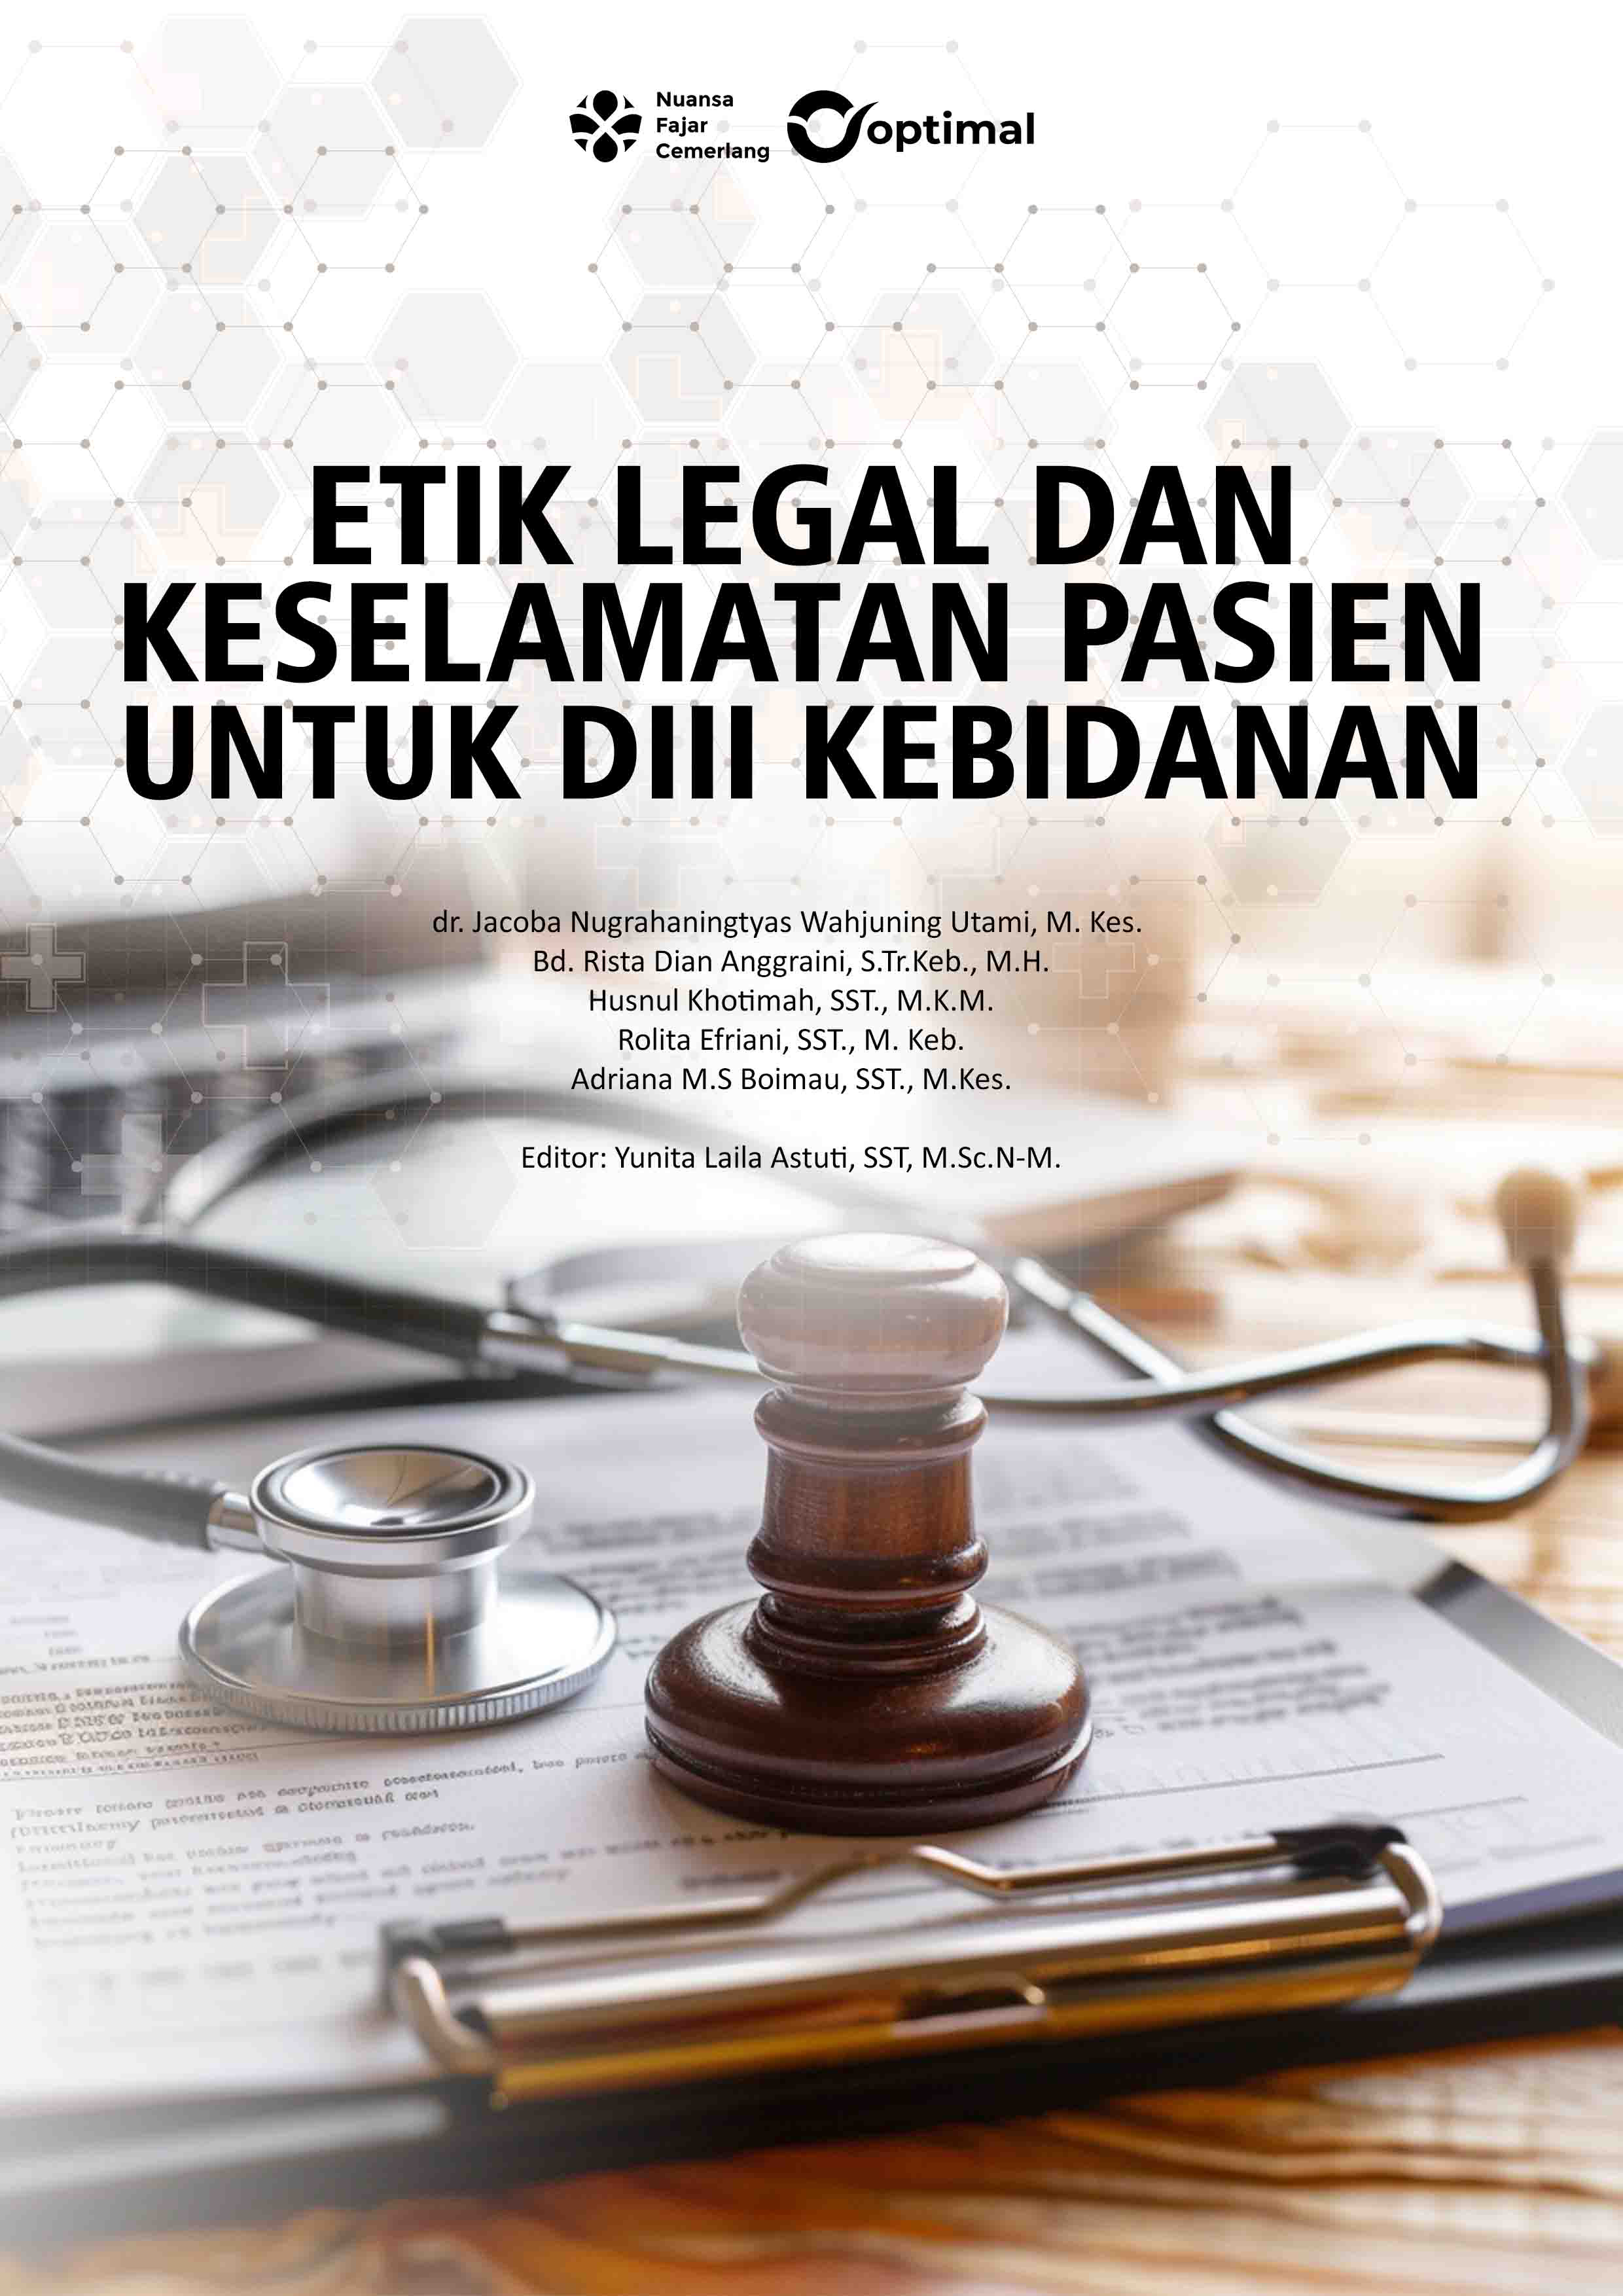 Nuansa
Fajar
Cemerlang
optimal
ETIK LEGAL DAN
KESELAMATAN PASIEN
UNTUK DIII KEBIDANAN
dr. Jacoba Nugrahaningtyas Wahjuning Utami, M. Kes.
Bd. Rista Dian Anggraini, S.Tr.Keb., M.H.
Husnul Khotimah, SST., M.K.M.
Rolita Efriani, SST., M. Keb.
Adriana M.S Boimau, SST., M.Kes.
Editor: Yunita Laila Astuti, SST, M.Sc.N-M.